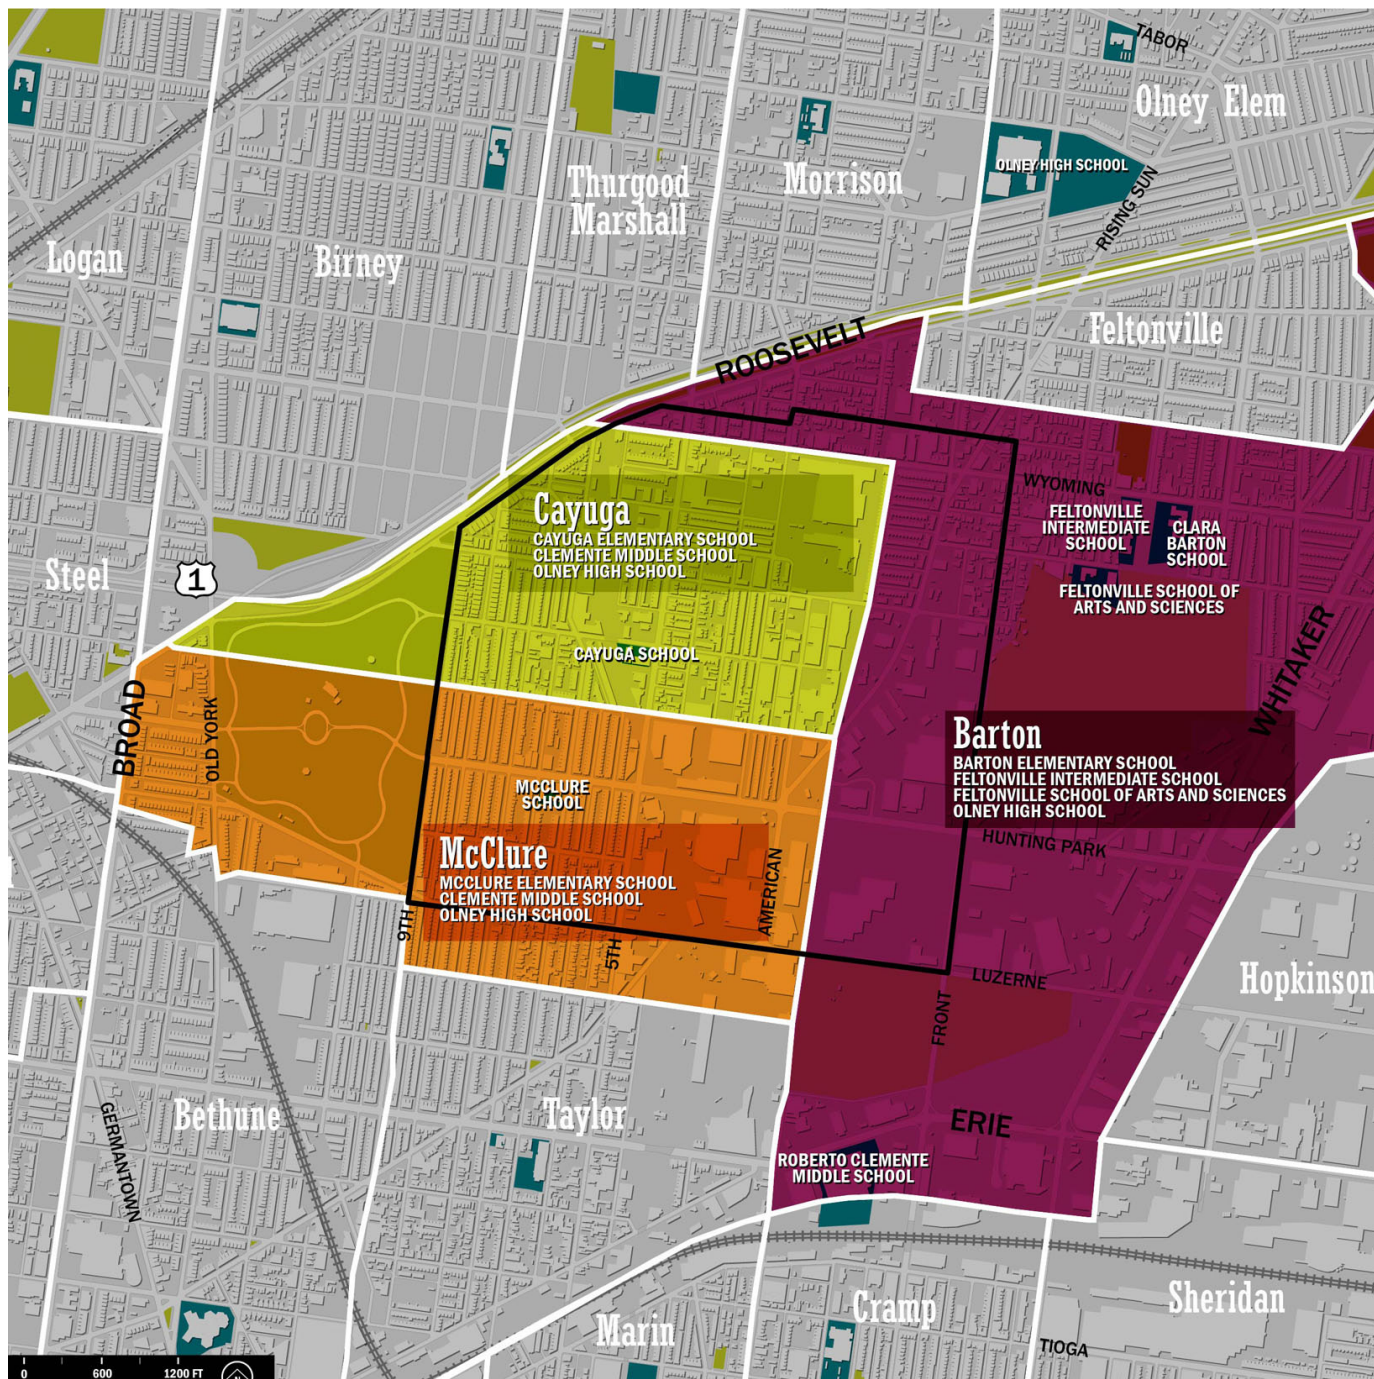 TABOR
Olney Elem
OLNEY HIGH SCHOOL
Thurgood
Marshall
Morrison
RISING SUN
Logan
Birney
Feltonville
ROOSEVELT
Cayuga
CAYUGA ELEMENTARY SCHOOL
CLEMENTE MIDDLE SCHOOL
OLNEY HIGH SCHOOL
WYOMING
FELTONVILLE
INTERMEDIATE
SCHOOL
CLARA
BARTON
SCHOOL
Steel
1
FELTONVILLE SCHOOL OF
ARTS AND SCIENCES
CAYUGA SCHOOL
WHITAKER
BROAD
OLD YORK
Barton
BARTON ELEMENTARY SCHOOL
FELTONVILLE INTERMEDIATE SCHOOL
FELTONVILLE SCHOOL OF ARTS AND SCIENCES
OLNEY HIGH SCHOOL
MCCLURE
SCHOOL
HUNTING PARK
McClure
MCCLURE ELEMENTARY SCHOOL
CLEMENTE MIDDLE SCHOOL
OLNEY HIGH SCHOOL
AMERICAN
9TH
5TH
LUZERNE
Hopkinson
FRONT
Bethune
Taylor
ERIE
GERMANTOWN
ROBERTO CLEMENTE
MIDDLE SCHOOL
Marin
Cramp
Sheridan
TIOGA
0 600 1200 FT